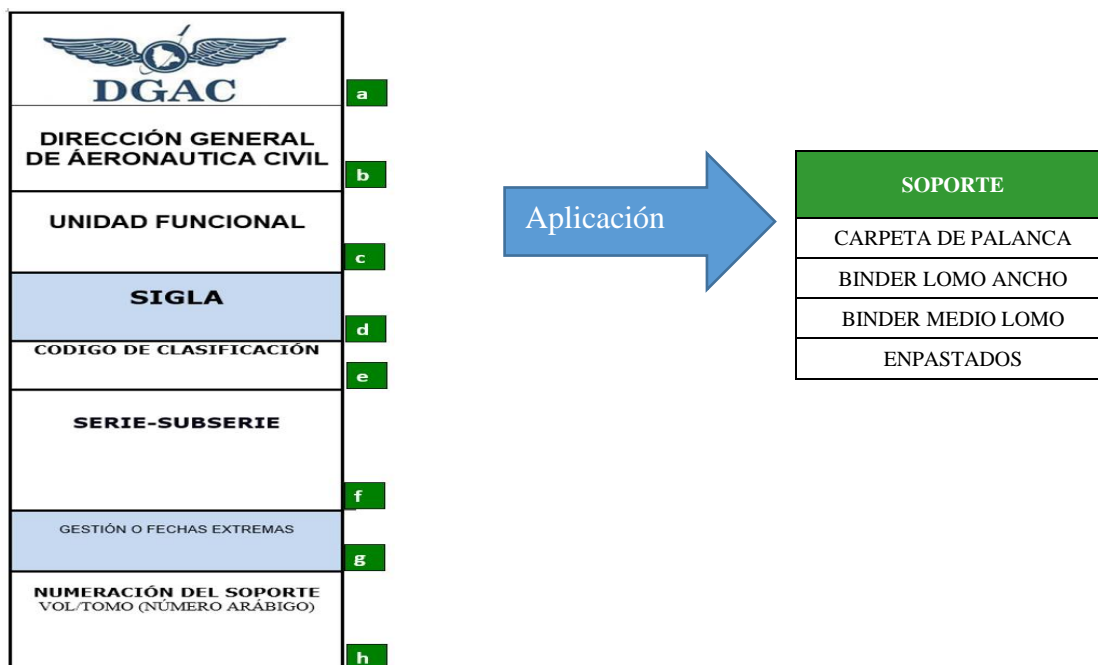 DGAC
a
DIRECCIÓN GENERAL
DE ÁERONAUTICA CIVIL
b
UNIDAD FUNCIONAL
c
SIGLA
d
CODIGO DE CLASIFICACIÓN
e
SERIE-SUBSERIE
f
GESTIÓN O FECHAS EXTREMAS
g
NUMERACIÓN DEL SOPORTE
VOL/TOMO (NÚMERO ARÁBIGO)
h
Aplicación
SOPORTE
CARPETA DE PALANCA
BINDER LOMO ANCHO
BINDER MEDIO LOMO
ENPASTADOS